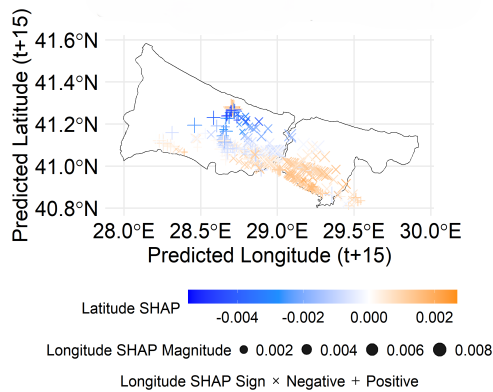 Predicted Latitude (t+15)
41.6°N
41.4°N
41.2°N
41.0°N
40.8°N
28.0°E 28.5°E 29.0°E 29.5°E 30.0°E
Predicted Longitude (t+15)
Latitude SHAP
-0.004 -0.002 0.000 0.002
Longitude SHAP Magnitude 0.002 0.004 0.006 0.008
Longitude SHAP Sign × Negative + Positive